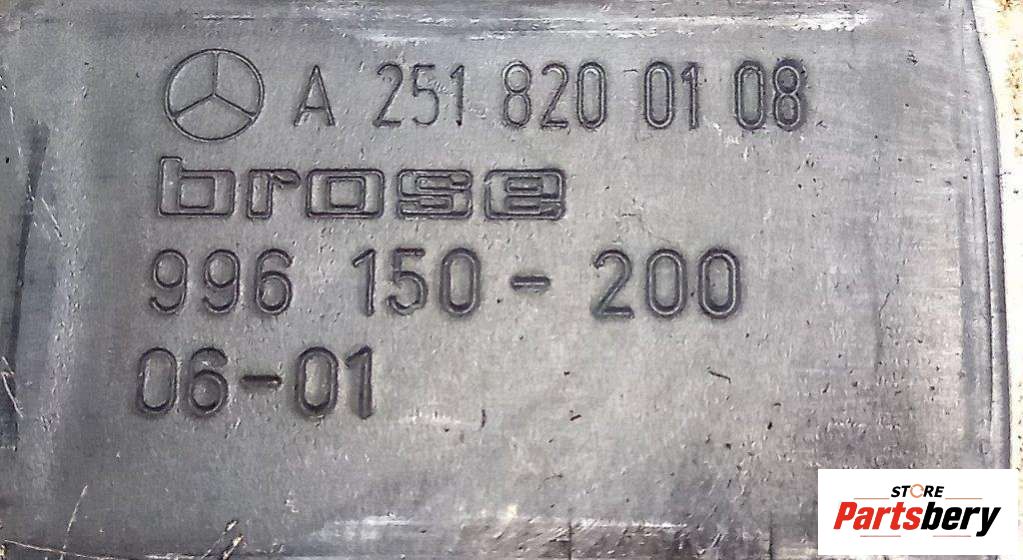 A 251 820 01 08
brose
996 150-200
06-01
STORE
Partsbery